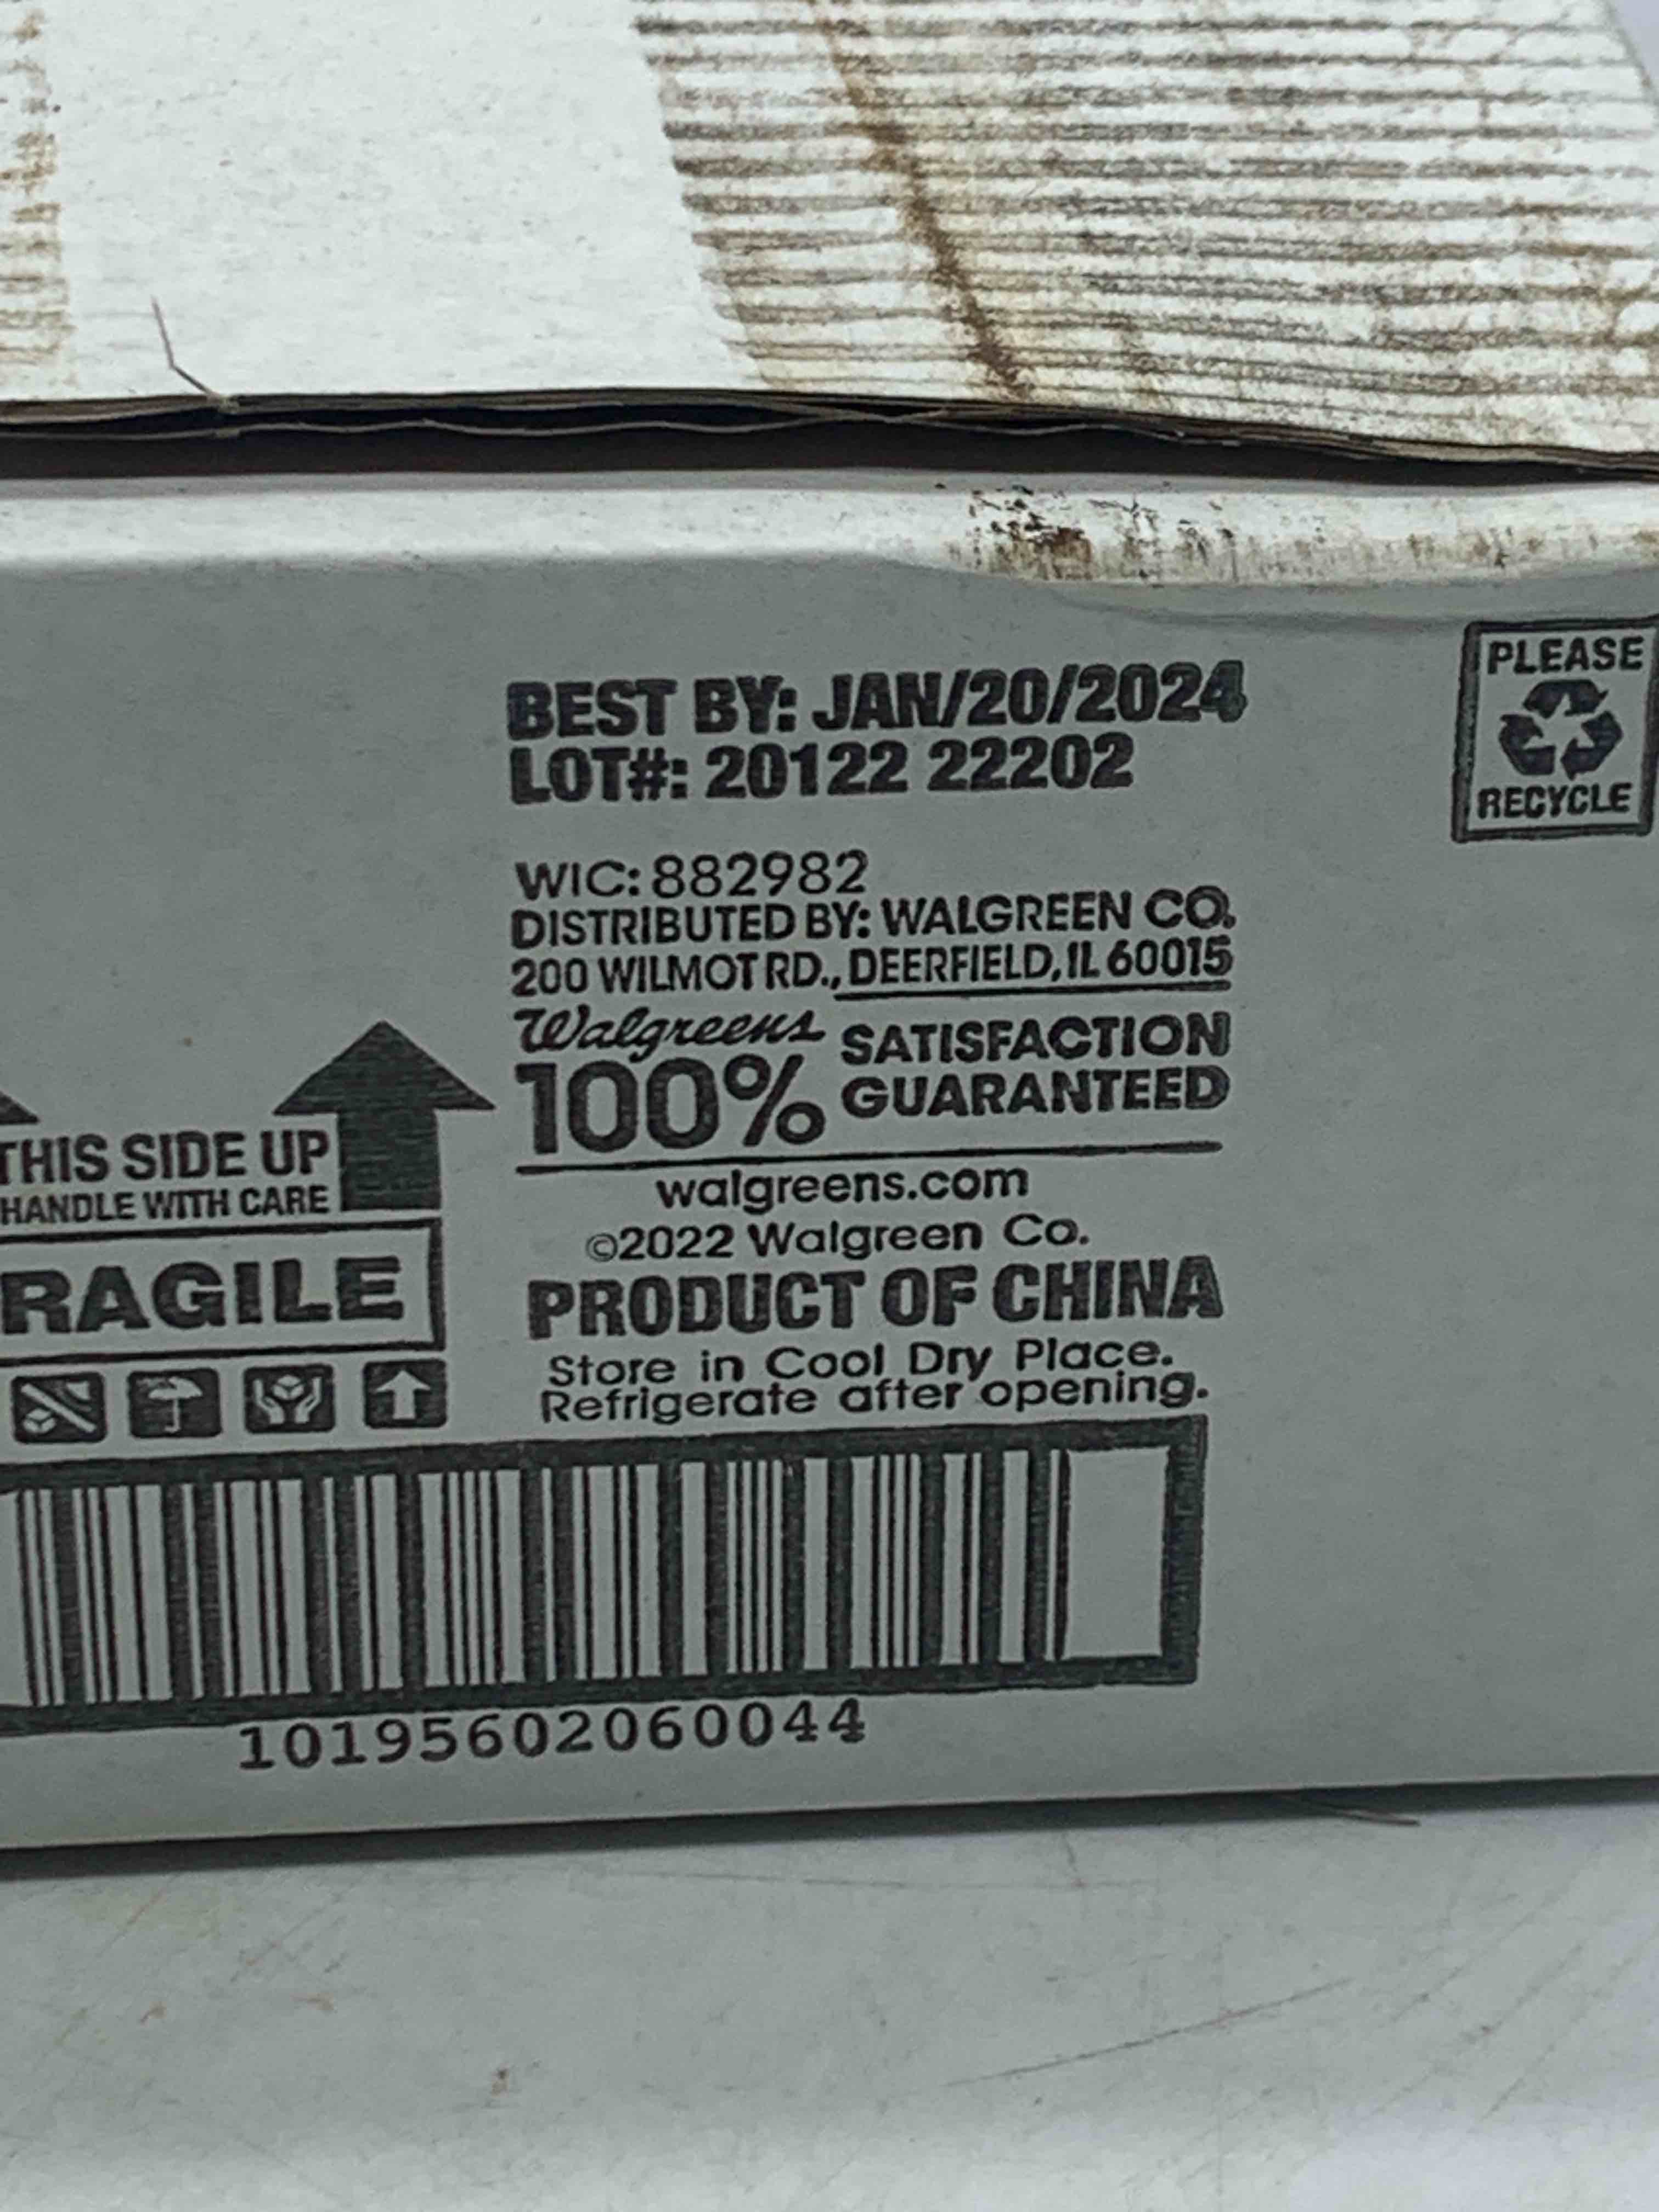 BEST BY: JAN/20/2024
LOT#: 20122 22202
PLEASE
RECYCLE
WIC: 882982
DISTRIBUTED BY: WALGREEN CO.
200 WILMOT RD., DEERFIELD, IL 60015
Walgreens
100% SATISFACTION
GUARANTEED
THIS SIDE UP
HANDLE WITH CARE
RAGILE
walgreens.com
©2022 Walgreen Co.
PRODUCT OF CHINA
Store in Cool Dry Place.
Refrigerate after opening.
10195602060044